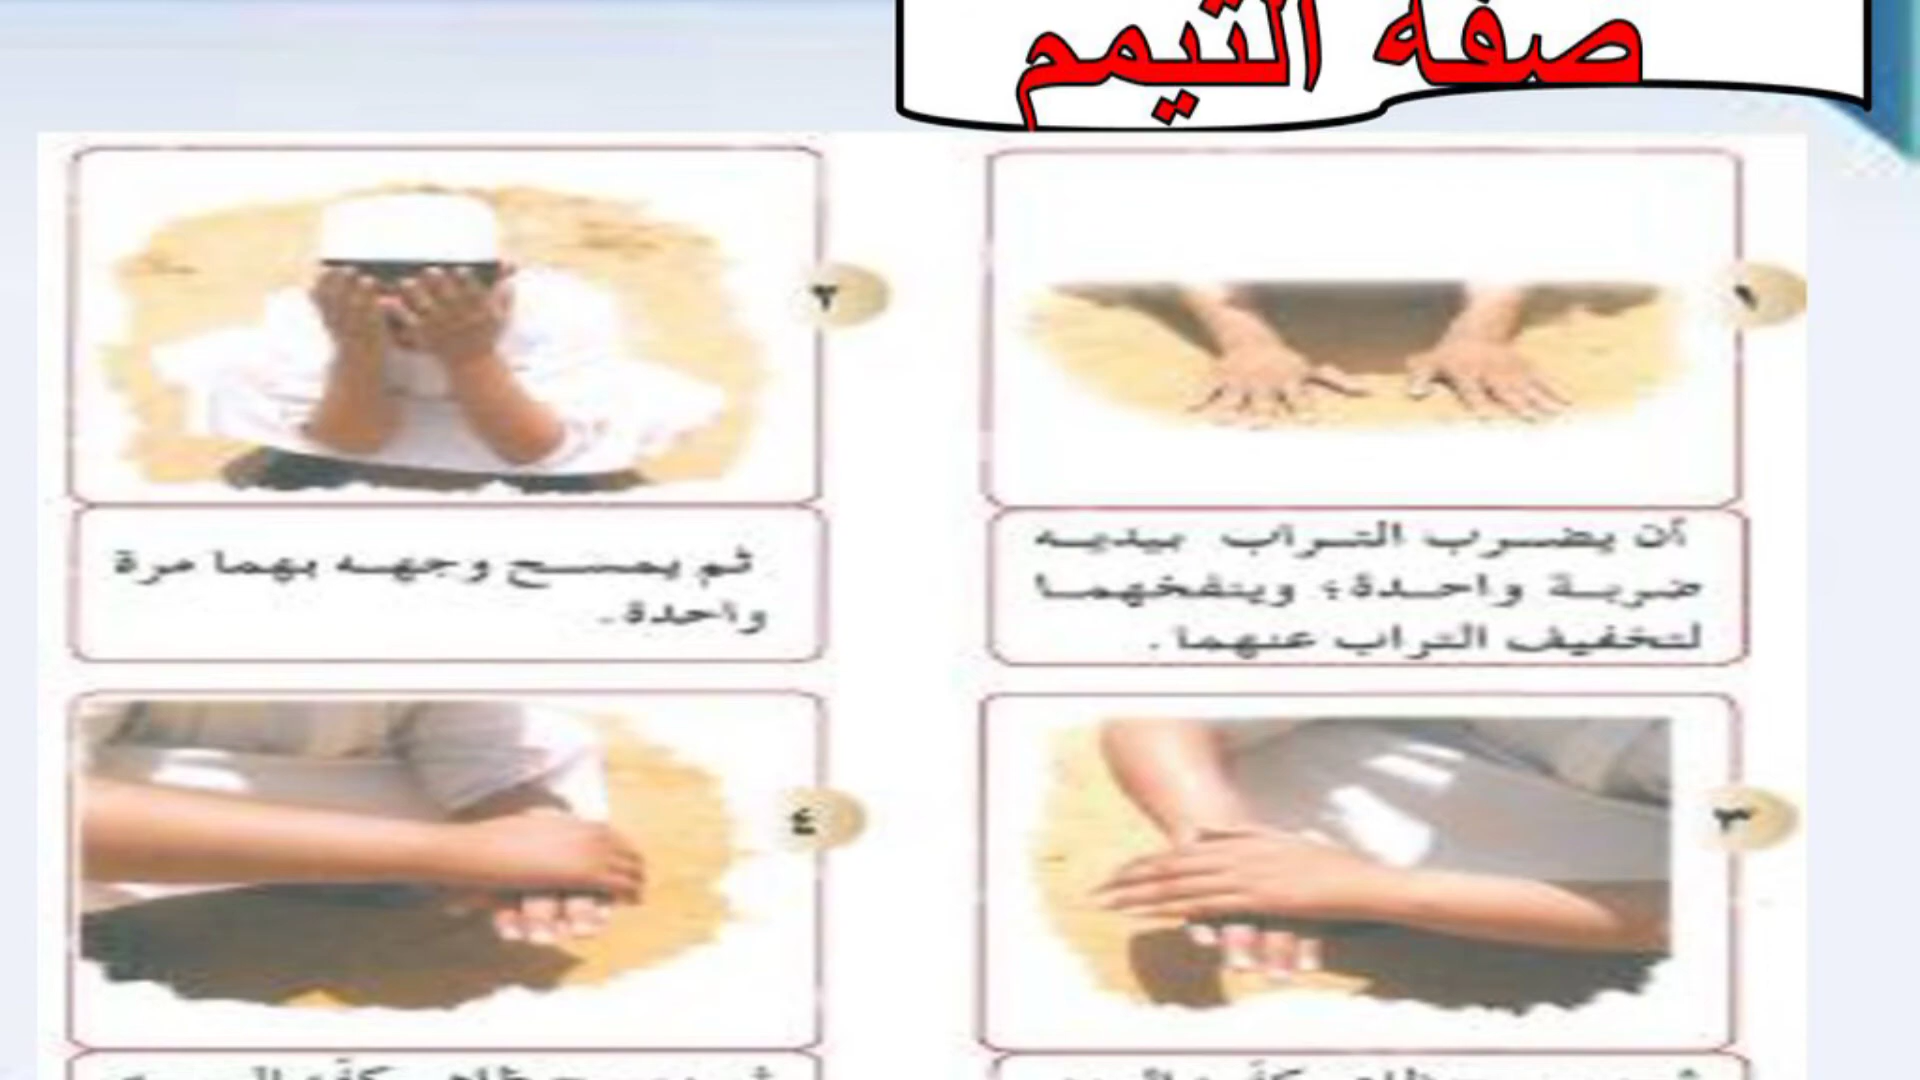 صفة التيمم
١
أن يضرب التراب بيديه
ضربة واحدة؛ وينفخهما
لتخفيف التراب عنهما.
٢
ثم يمسح وجهه بهما مرة
واحدة.
٣
٤